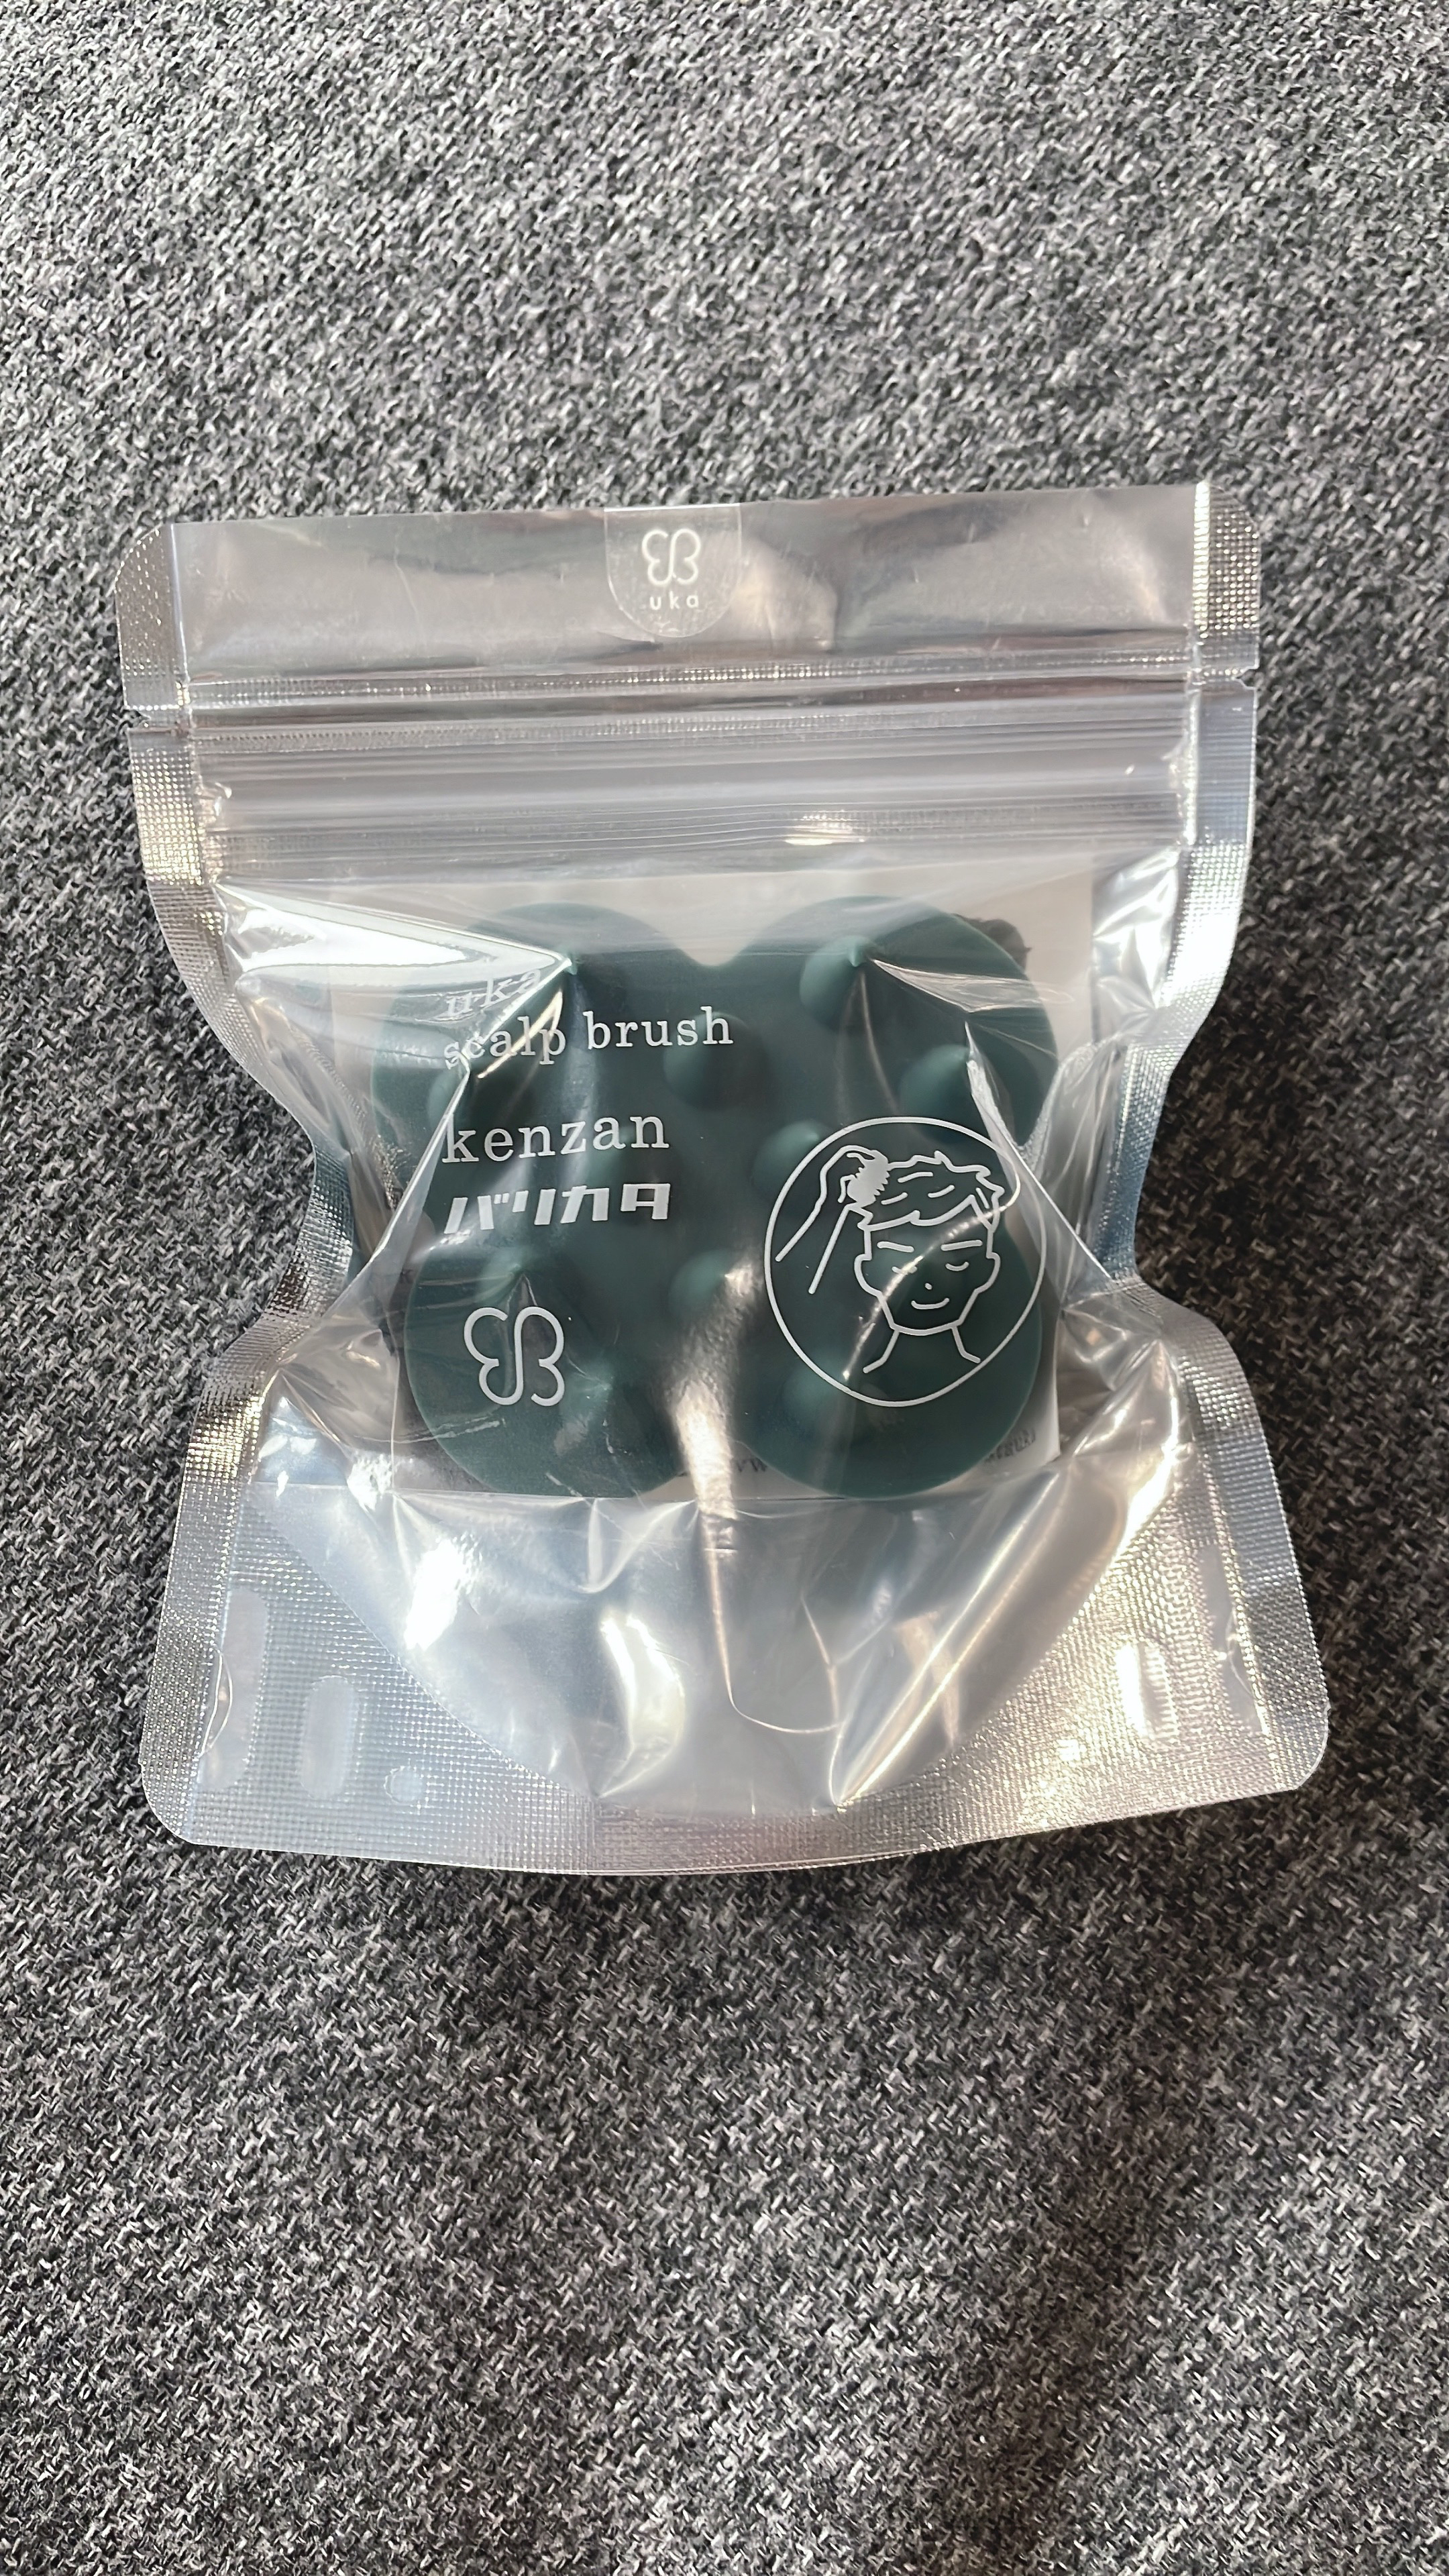 uka
uka
scalp brush
kenzan
バリカタ